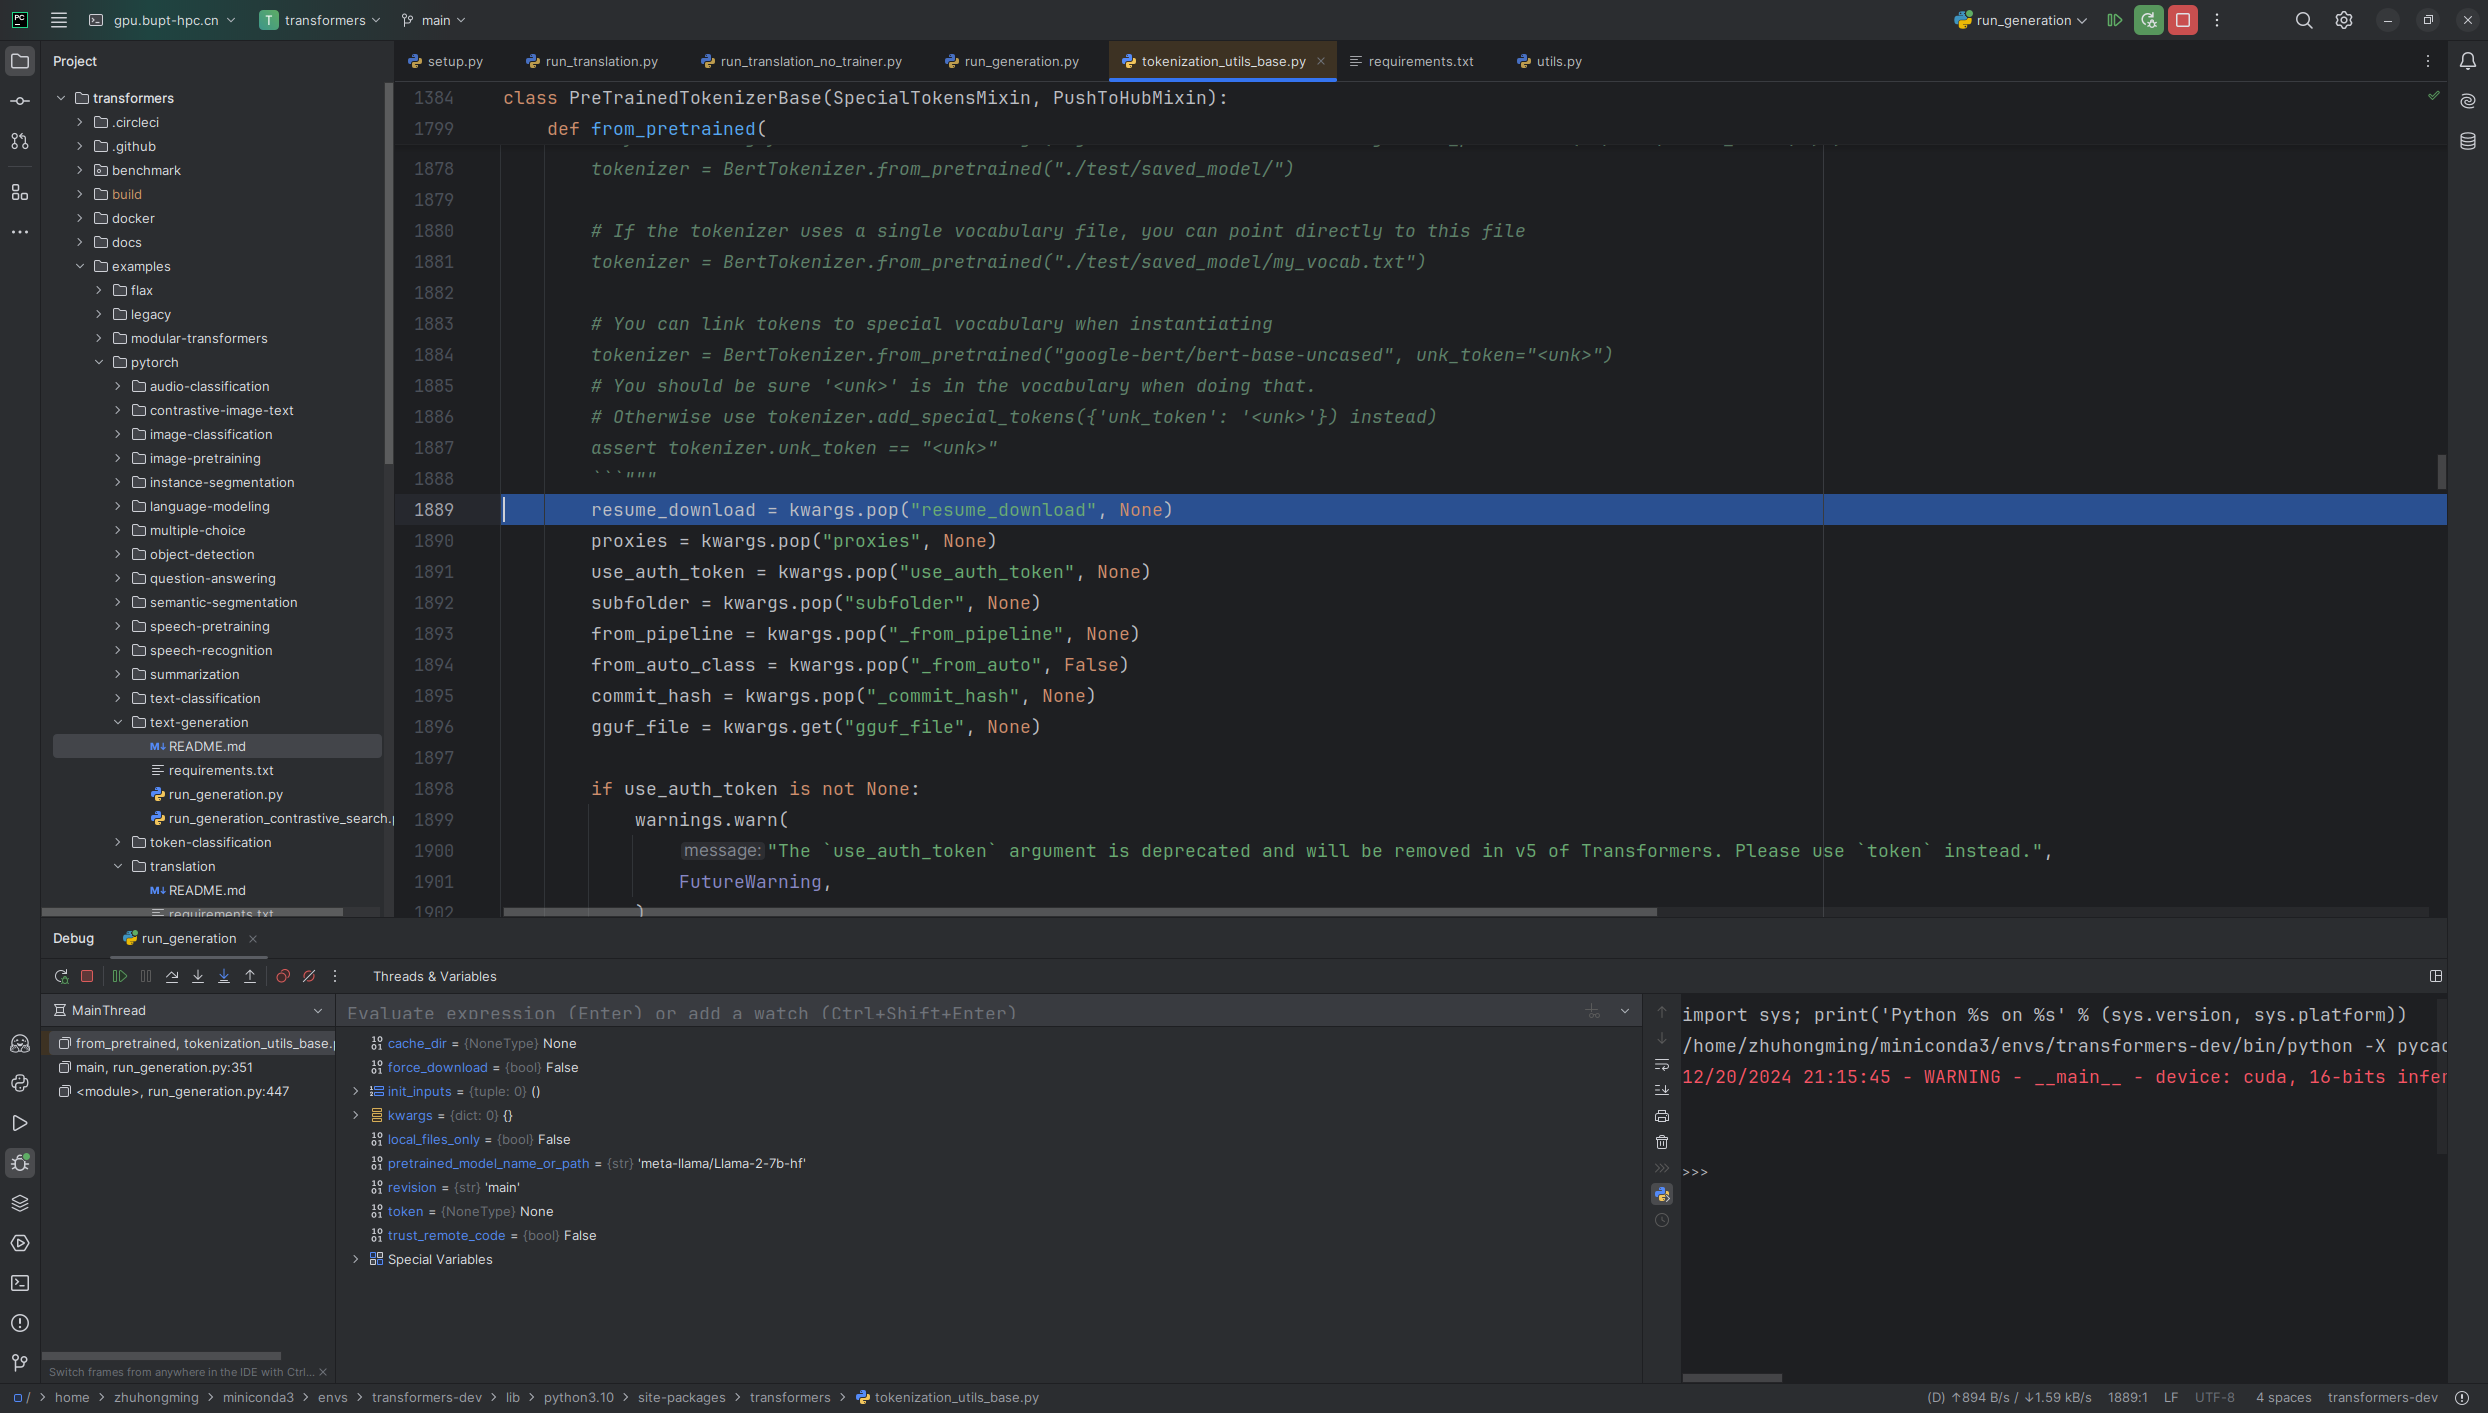 PC gpu.bupt-hpc.cn T transformers main run_generation
Project
setup.py run_translation.py run_translation_no_trainer.py run_generation.py tokenization_utils_base.py requirements.txt utils.py
transformers
.circleci
.github
benchmark
build
docker
docs
examples
flax
legacy
modular-transformers
pytorch
audio-classification
contrastive-image-text
image-classification
image-pretraining
instance-segmentation
language-modeling
multiple-choice
object-detection
question-answering
semantic-segmentation
speech-pretraining
speech-recognition
summarization
text-classification
text-generation
README.md
requirements.txt
run_generation.py
run_generation_contrastive_search.p
token-classification
translation
README.md
requirements.txt
1384 class PreTrainedTokenizerBase(SpecialTokensMixin, PushToHubMixin):
1799 def from_pretrained(
1878 tokenizer = BertTokenizer.from_pretrained("./test/saved_model/")
1879
1880 # If the tokenizer uses a single vocabulary file, you can point directly to this file
1881 tokenizer = BertTokenizer.from_pretrained("./test/saved_model/my_vocab.txt")
1882
1883 # You can link tokens to special vocabulary when instantiating
1884 tokenizer = BertTokenizer.from_pretrained("google-bert/bert-base-uncased", unk_token="<unk>")
1885 # You should be sure '<unk>' is in the vocabulary when doing that.
1886 # Otherwise use tokenizer.add_special_tokens({'unk_token': '<unk>'}) instead)
1887 assert tokenizer.unk_token == "<unk>"
1888 ```"""
1889 resume_download = kwargs.pop("resume_download", None)
1890 proxies = kwargs.pop("proxies", None)
1891 use_auth_token = kwargs.pop("use_auth_token", None)
1892 subfolder = kwargs.pop("subfolder", None)
1893 from_pipeline = kwargs.pop("_from_pipeline", None)
1894 from_auto_class = kwargs.pop("_from_auto", False)
1895 commit_hash = kwargs.pop("_commit_hash", None)
1896 gguf_file = kwargs.get("gguf_file", None)
1897
1898 if use_auth_token is not None:
1899 warnings.warn(
1900 message: "The `use_auth_token` argument is deprecated and will be removed in v5 of Transformers. Please use `token` instead.",
1901 FutureWarning,
1902 )
Debug run_generation
Threads & Variables
MainThread
from_pretrained, tokenization_utils_base.p
main, run_generation.py:351
<module>, run_generation.py:447
Switch frames from anywhere in the IDE with Ctrl...
Evaluate expression (Enter) or add a watch (Ctrl+Shift+Enter)
cache_dir = {NoneType} None
force_download = {bool} False
init_inputs = {tuple: 0} ()
kwargs = {dict: 0} {}
local_files_only = {bool} False
pretrained_model_name_or_path = {str} 'meta-llama/Llama-2-7b-hf'
revision = {str} 'main'
token = {NoneType} None
trust_remote_code = {bool} False
Special Variables
import sys; print('Python %s on %s' % (sys.version, sys.platform))
/home/zhuhongming/miniconda3/envs/transformers-dev/bin/python -X pycac
12/20/2024 21:15:45 - WARNING - __main__ - device: cuda, 16-bits infer
>>>
/ home zhuhongming miniconda3 envs transformers-dev lib python3.10 site-packages transformers tokenization_utils_base.py
(D) ↑894 B/s / ↓1.59 kB/s 1889:1 LF UTF-8 4 spaces transformers-dev